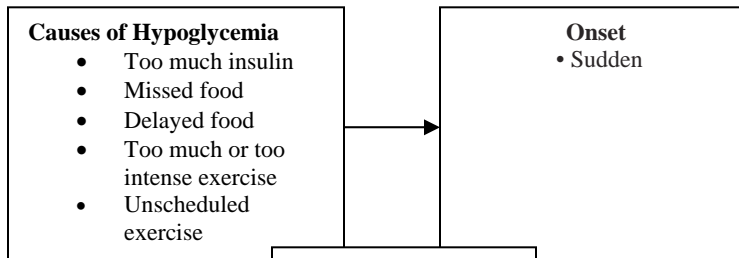 Causes of Hypoglycemia
• Too much insulin
• Missed food
• Delayed food
• Too much or too
intense exercise
• Unscheduled
exercise
Onset
• Sudden